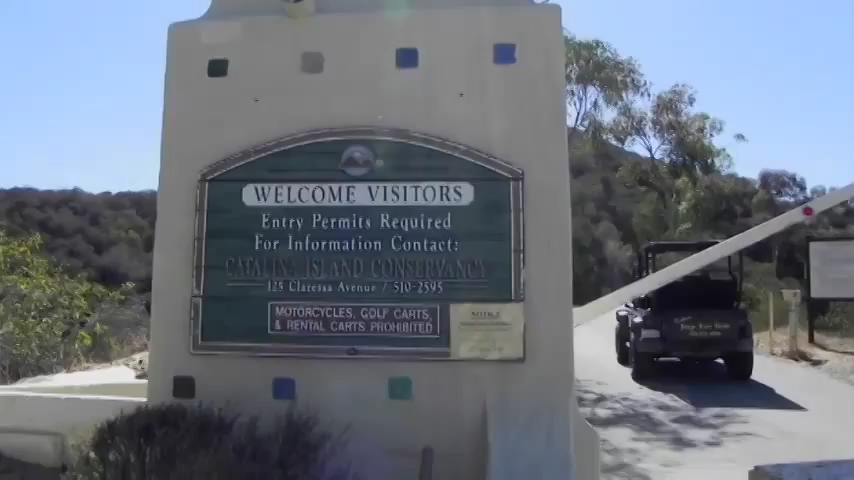 WELCOME VISITORS
Entry Permits Required
For Information Contact:
CATALINA ISLAND CONSERVANCY
125 Claressa Avenue / 510-2595
MOTORCYCLES, GOLF CARTS,
& RENTAL CARTS PROHIBITED
NOTICE